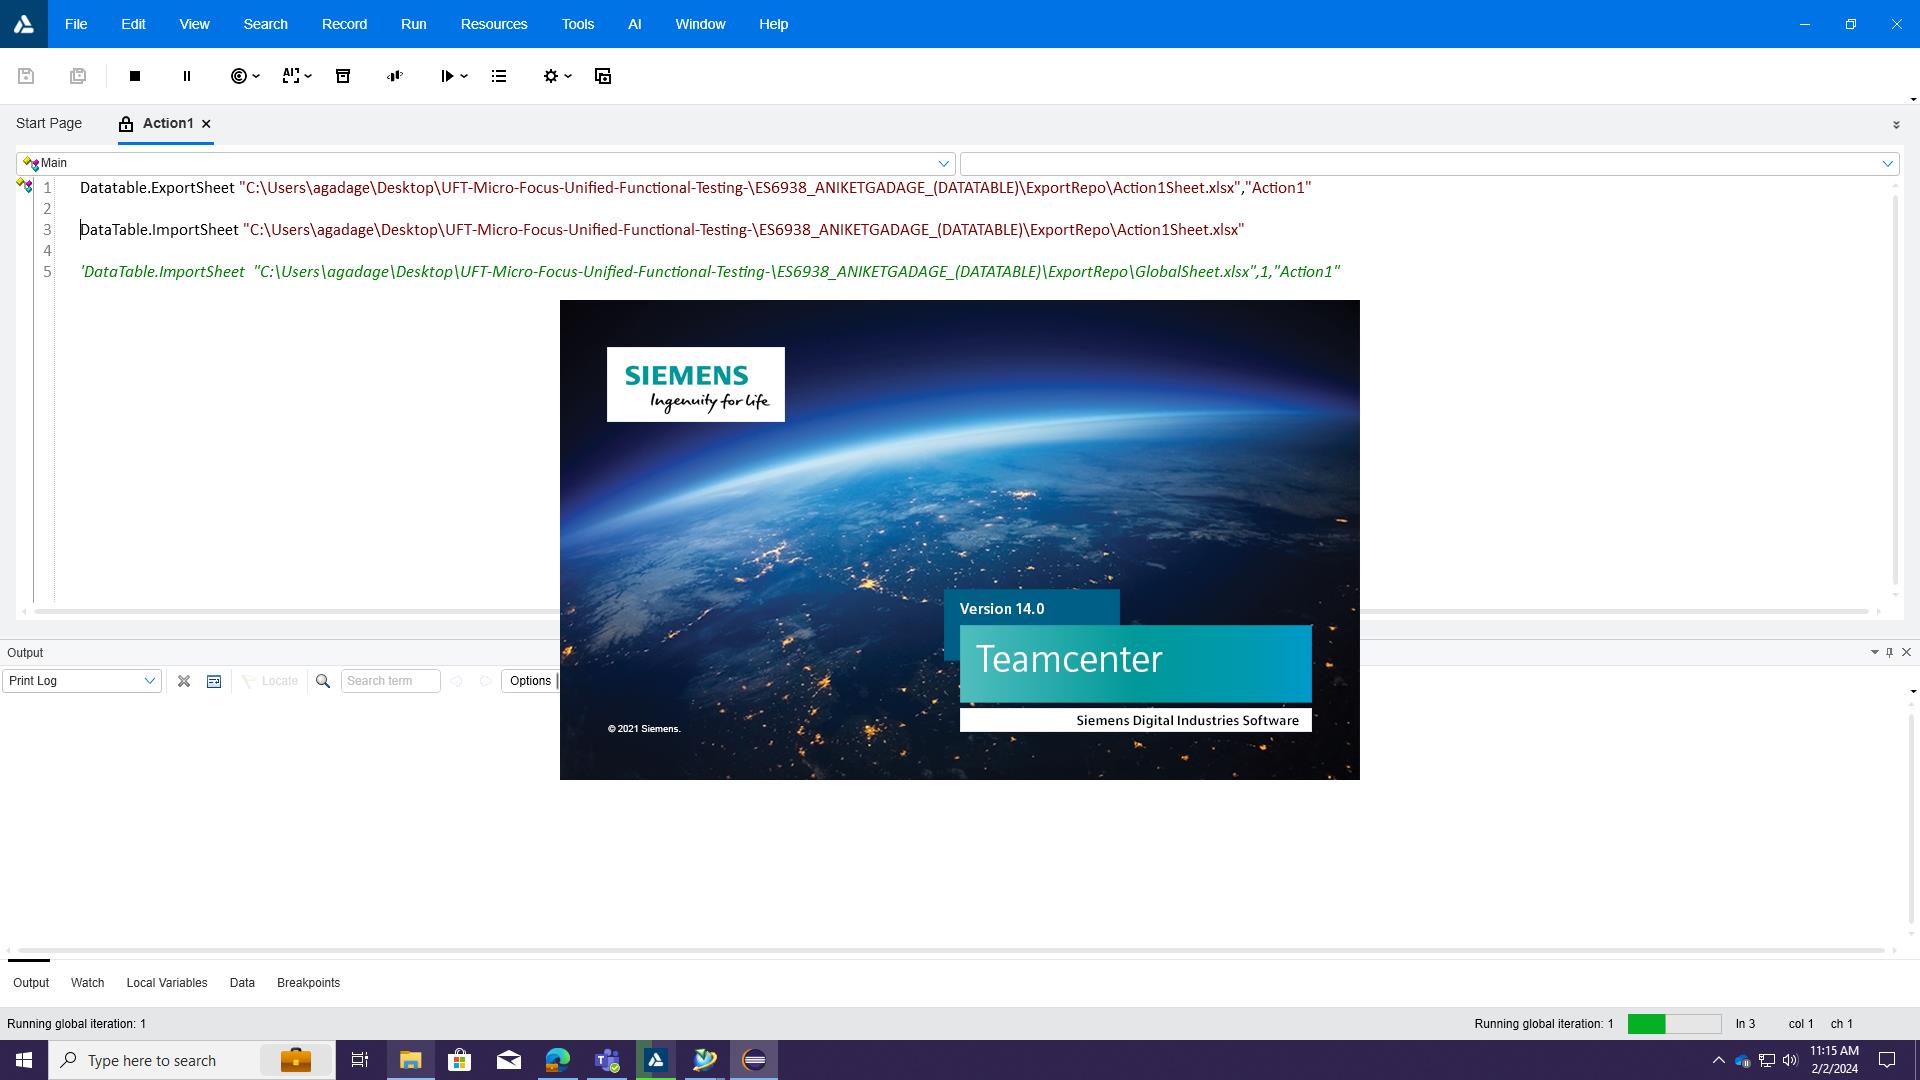 File Edit View Search Record Run Resources Tools AI Window Help
Start Page Action1
Main
1 Datatable.ExportSheet "C:\Users\agadage\Desktop\UFT-Micro-Focus-Unified-Functional-Testing-\ES6938_ANIKETGADAGE_(DATATABLE)\ExportRepo\Action1Sheet.xlsx","Action1"
2
3 DataTable.ImportSheet "C:\Users\agadage\Desktop\UFT-Micro-Focus-Unified-Functional-Testing-\ES6938_ANIKETGADAGE_(DATATABLE)\ExportRepo\Action1Sheet.xlsx"
4
5 'DataTable.ImportSheet "C:\Users\agadage\Desktop\UFT-Micro-Focus-Unified-Functional-Testing-\ES6938_ANIKETGADAGE_(DATATABLE)\ExportRepo\GlobalSheet.xlsx",1,"Action1"
SIEMENS
Ingenuity for life
Version 14.0
Teamcenter
Siemens Digital Industries Software
© 2021 Siemens.
Output
Print Log Locate Search term Options
Output Watch Local Variables Data Breakpoints
Running global iteration: 1 Running global iteration: 1 ln 3 col 1 ch 1
Type here to search
11:15 AM
2/2/2024